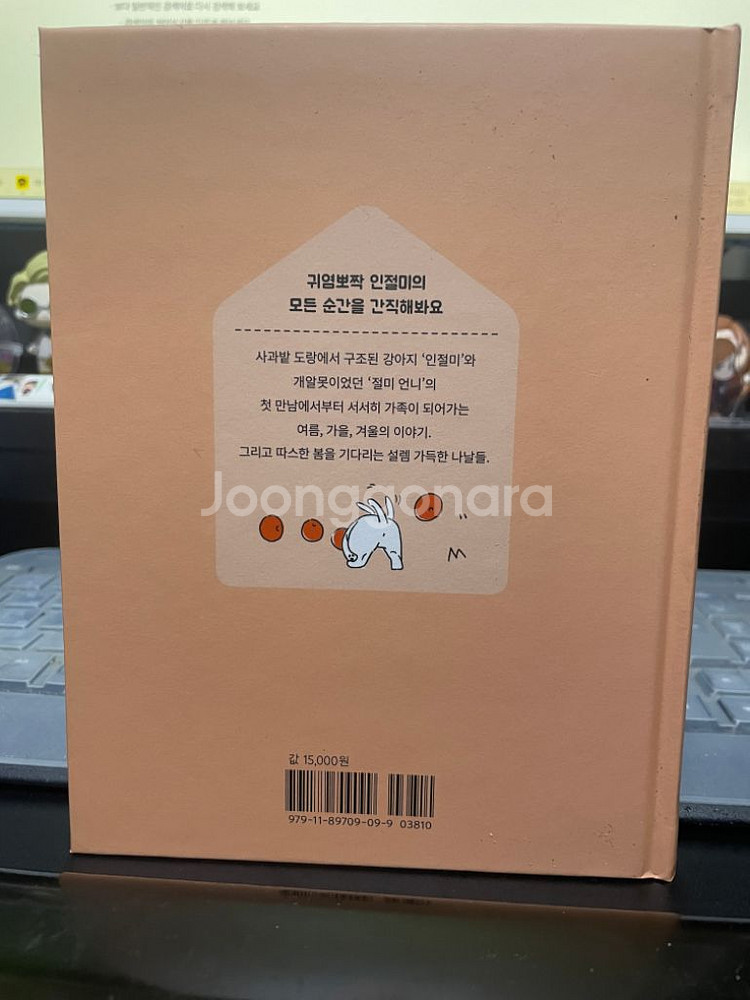 귀염뽀짝 인절미의
모든 순간을 간직해봐요
사과밭 도랑에서 구조된 강아지 ‘인절미’와
개알못이었던 ‘절미 언니’의
첫 만남에서부터 서서히 가족이 되어가는
여름, 가을, 겨울의 이야기.
그리고 따스한 봄을 기다리는 설렘 가득한 나날들.
Joonggonara
값 15,000원
979-11-89709-09-9 03810